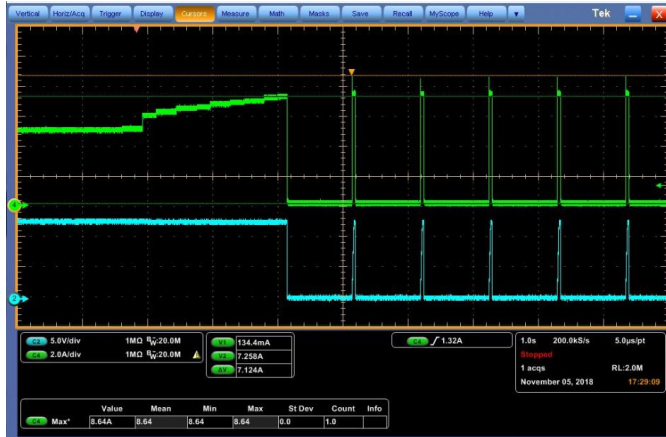 Vertical Horiz/Acq Trigger Display Cursors Measure Math Masks Save Recall MyScope Help Tek X
4
2
C2 5.0V/div 1MΩ BW:20.0M
C4 2.0A/div 1MΩ BW:20.0M
V1 134.4mA
V2 7.258A
ΔV 7.124A
C4 1.32A
1.0s 200.0kS/s 5.0µs/pt
Stopped
1 acqs RL:2.0M
November 05, 2018 17:29:09
Value Mean Min Max St Dev Count Info
C4 Max* 8.64A 8.64 8.64 8.64 0.0 1.0